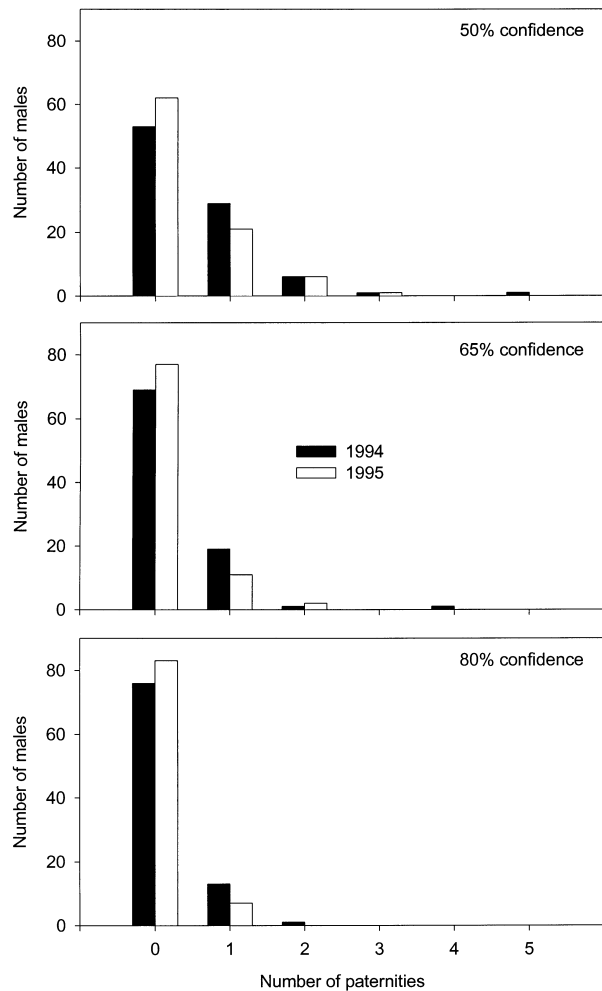 50% confidence
80
60
40
20
0
Number of males
65% confidence
80
60
40
20
0
Number of males
1994
1995
80% confidence
80
60
40
20
0
Number of males
0 1 2 3 4 5
Number of paternities